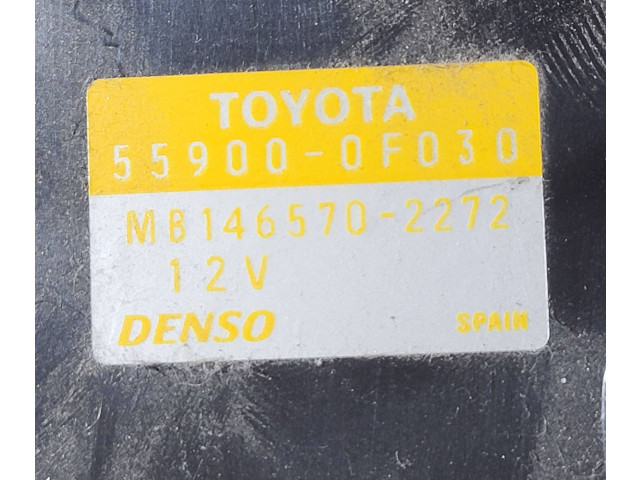 TOYOTA
55900-0F030
MB146570-2272
12V
DENSO SPAIN